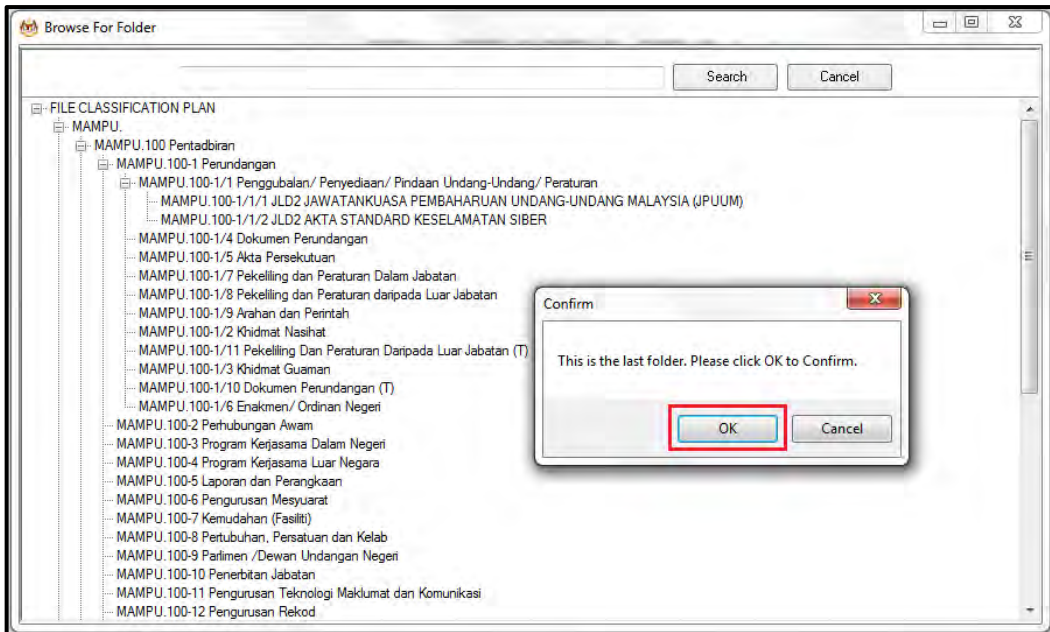 Browse For Folder
Search Cancel
FILE CLASSIFICATION PLAN
MAMPU.
MAMPU.100 Pentadbiran
MAMPU.100-1 Perundangan
MAMPU.100-1/1 Penggubalan/ Penyediaan/ Pindaan Undang-Undang/ Peraturan
MAMPU.100-1/1/1 JLD2 JAWATANKUASA PEMBAHARUAN UNDANG-UNDANG MALAYSIA (JPUUM)
MAMPU.100-1/1/2 JLD2 AKTA STANDARD KESELAMATAN SIBER
MAMPU.100-1/4 Dokumen Perundangan
MAMPU.100-1/5 Akta Persekutuan
MAMPU.100-1/7 Pekeliling dan Peraturan Dalam Jabatan
MAMPU.100-1/8 Pekeliling dan Peraturan daripada Luar Jabatan
MAMPU.100-1/9 Arahan dan Perintah
MAMPU.100-1/2 Khidmat Nasihat
MAMPU.100-1/11 Pekeliling Dan Peraturan Daripada Luar Jabatan (T)
MAMPU.100-1/3 Khidmat Guaman
MAMPU.100-1/10 Dokumen Perundangan (T)
MAMPU.100-1/6 Enakmen/ Ordinan Negeri
MAMPU.100-2 Perhubungan Awam
MAMPU.100-3 Program Kerjasama Dalam Negeri
MAMPU.100-4 Program Kerjasama Luar Negara
MAMPU.100-5 Laporan dan Perangkaan
MAMPU.100-6 Pengurusan Mesyuarat
MAMPU.100-7 Kemudahan (Fasiliti)
MAMPU.100-8 Pertubuhan, Persatuan dan Kelab
MAMPU.100-9 Parlimen /Dewan Undangan Negeri
MAMPU.100-10 Penerbitan Jabatan
MAMPU.100-11 Pengurusan Teknologi Maklumat dan Komunikasi
MAMPU.100-12 Pengurusan Rekod
Confirm
This is the last folder. Please click OK to Confirm.
OK Cancel